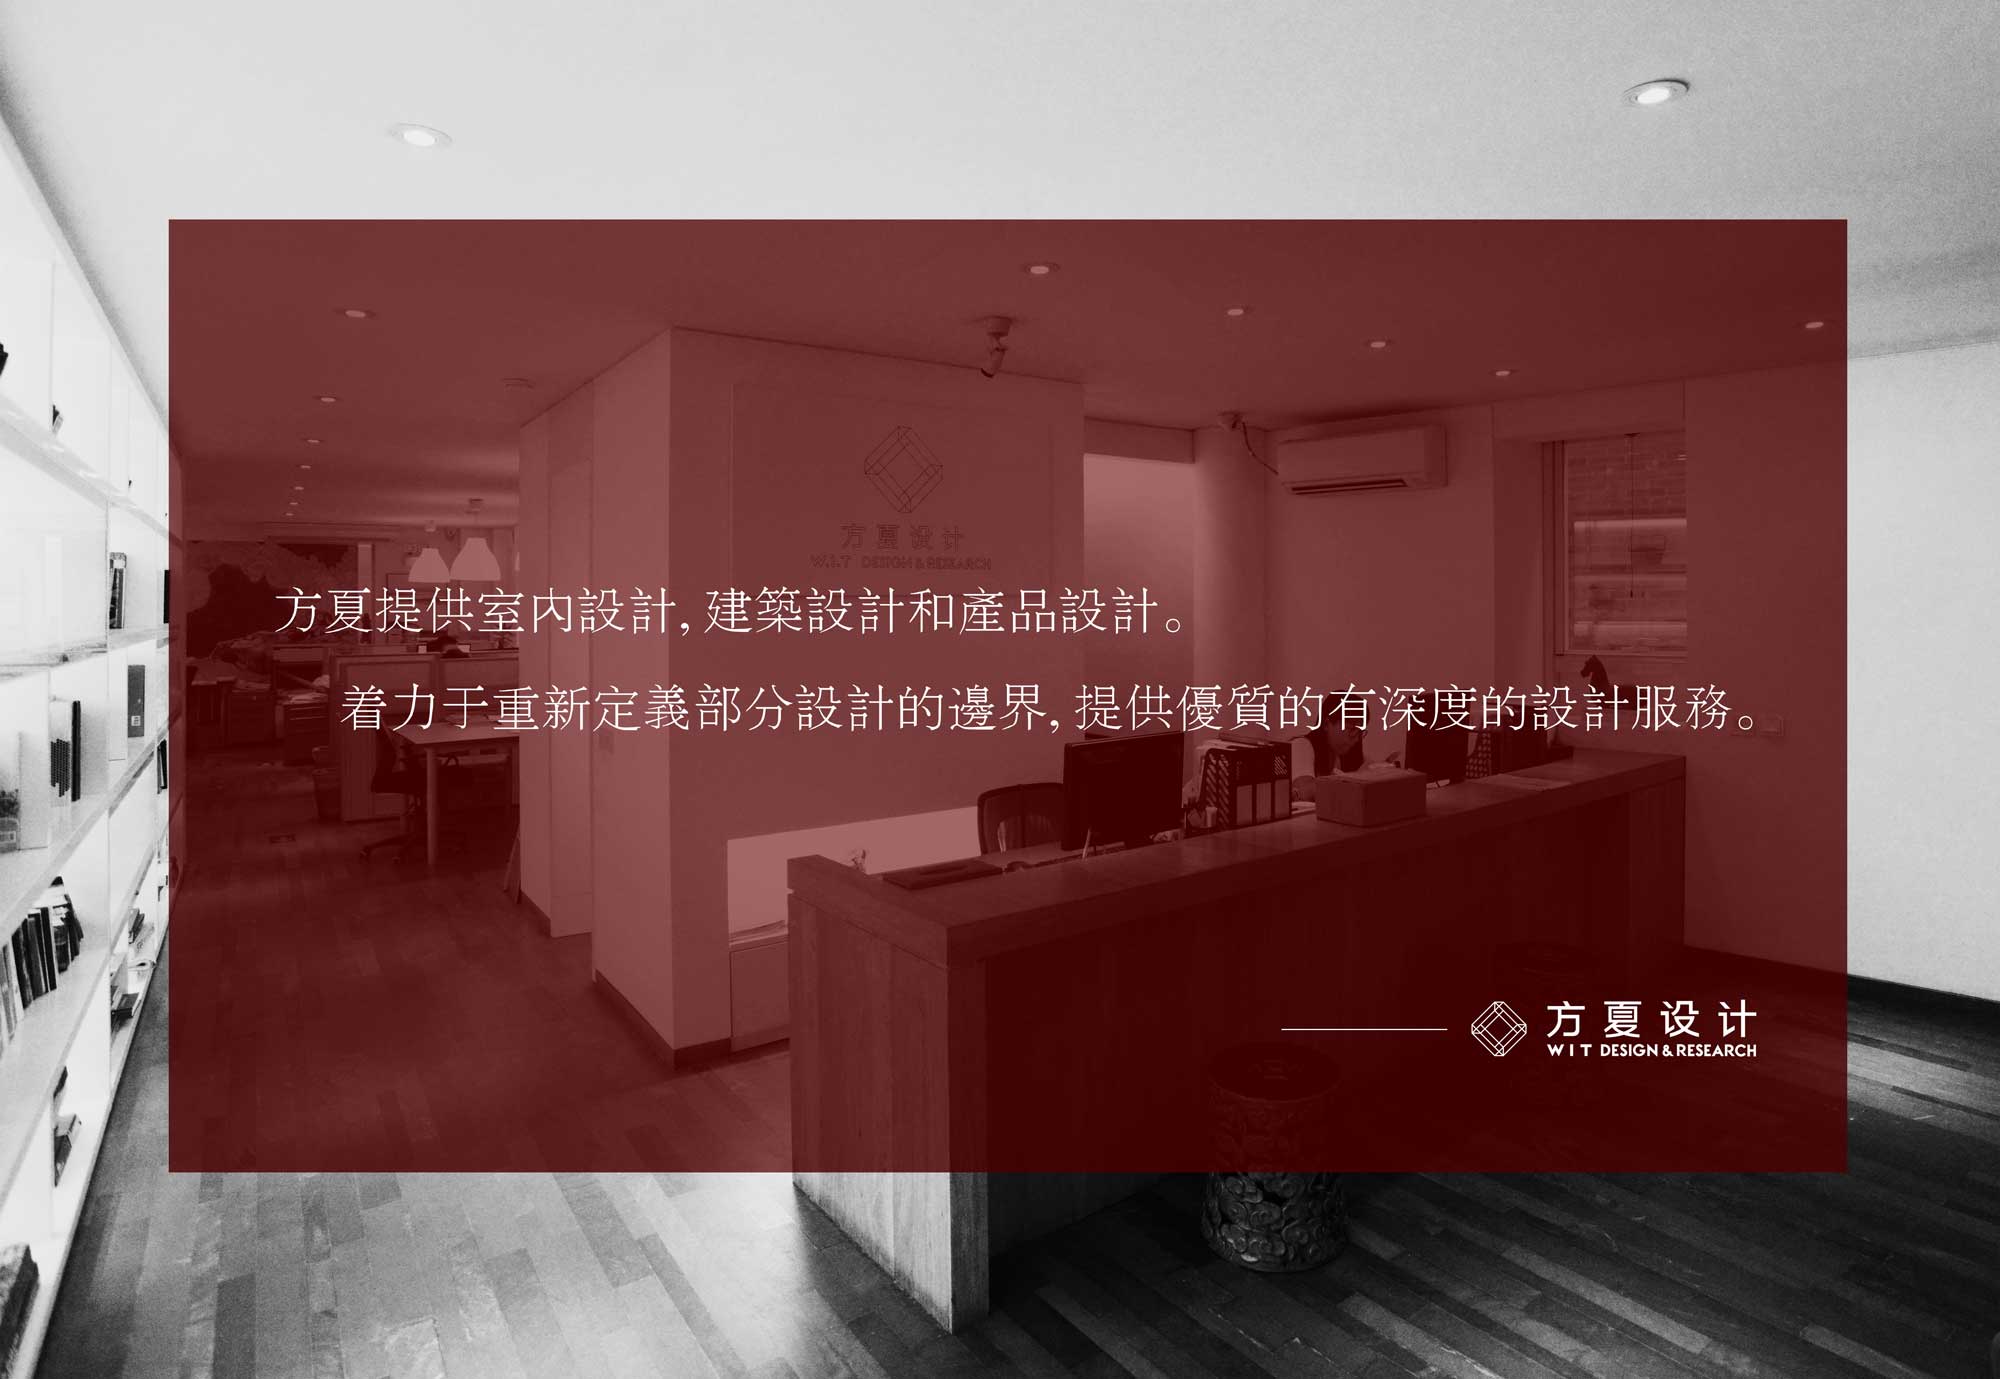 方夏设计
W.I.T DESIGN & RESEARCH
方夏提供室內設計, 建築設計和產品設計。
着力于重新定義部分設計的邊界, 提供優質的有深度的設計服務。
方夏设计
WIT DESIGN & RESEARCH